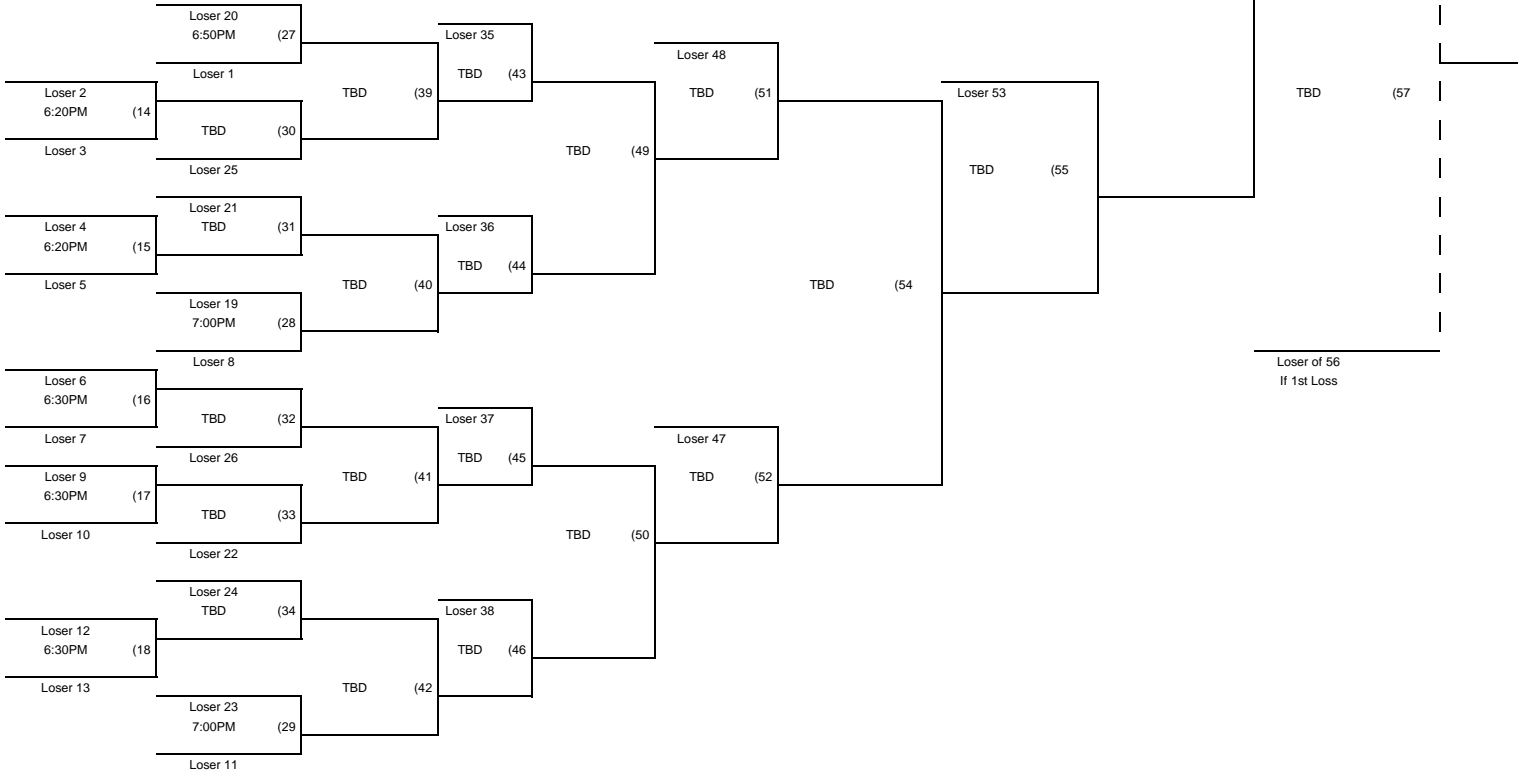 Loser 20
6:50PM (27
Loser 1
Loser 2
6:20PM (14
Loser 3
TBD (30
Loser 25
TBD (39
Loser 35
TBD (43
Loser 21
TBD (31
Loser 4
6:20PM (15
Loser 5
Loser 19
7:00PM (28
Loser 8
TBD (40
Loser 36
TBD (44
TBD (49
Loser 48
TBD (51
Loser 6
6:30PM (16
Loser 7
TBD (32
Loser 26
Loser 9
6:30PM (17
Loser 10
TBD (33
Loser 22
TBD (41
Loser 37
TBD (45
Loser 24
TBD (34
Loser 12
6:30PM (18
Loser 13
Loser 23
7:00PM (29
Loser 11
TBD (42
Loser 38
TBD (46
TBD (50
Loser 47
TBD (52
TBD (54
Loser 53
TBD (55
TBD (57
Loser of 56
If 1st Loss